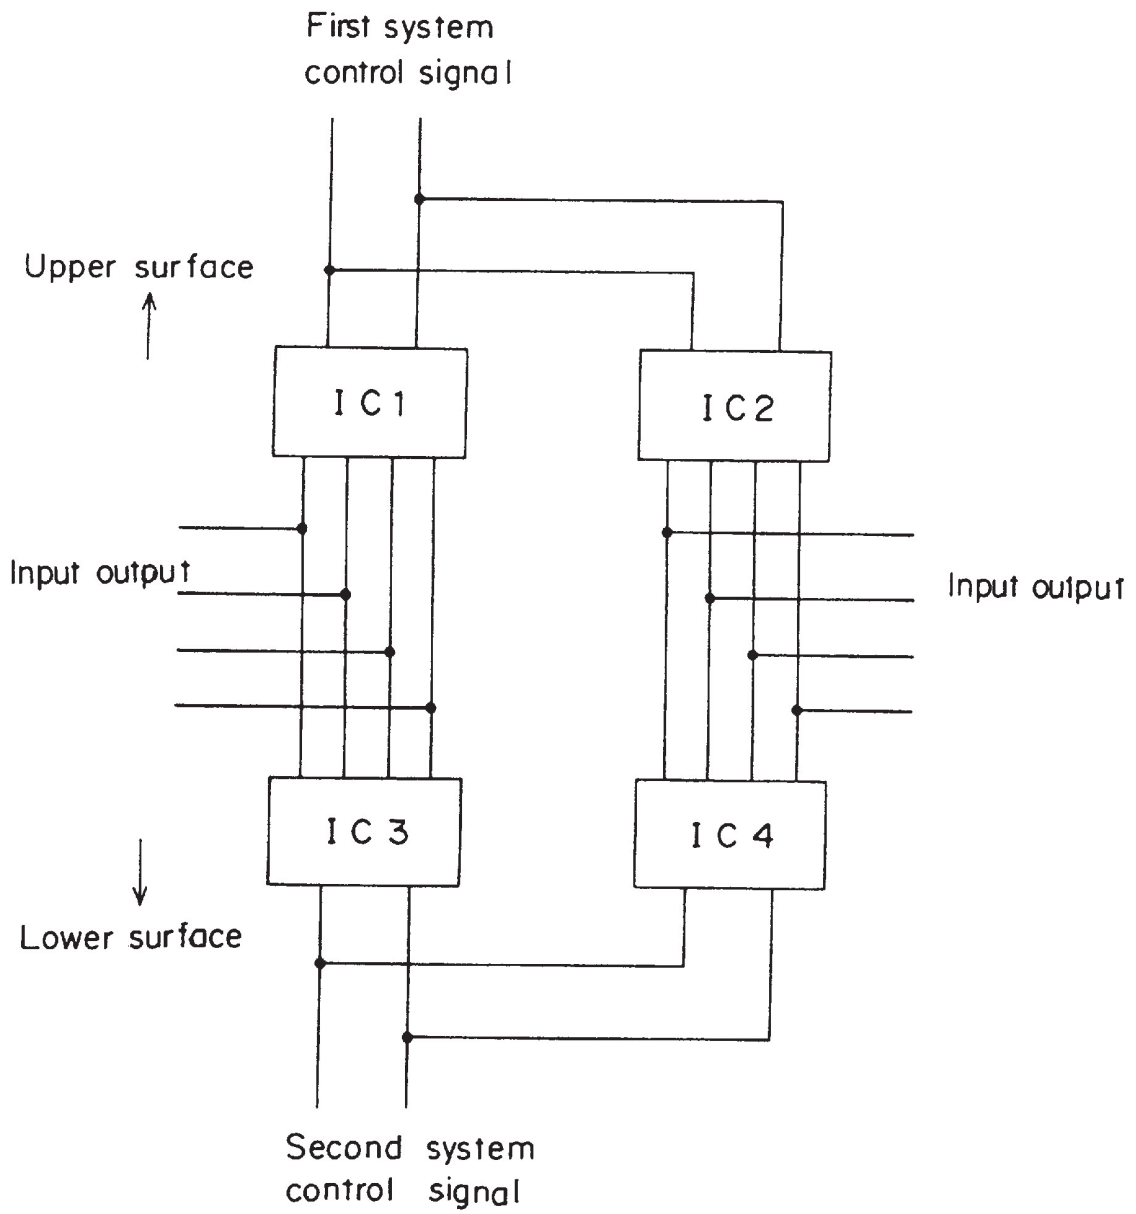 First system
control signal
Upper surface
IC1
IC2
Input output
Input output
IC3
IC4
Lower surface
Second system
control signal